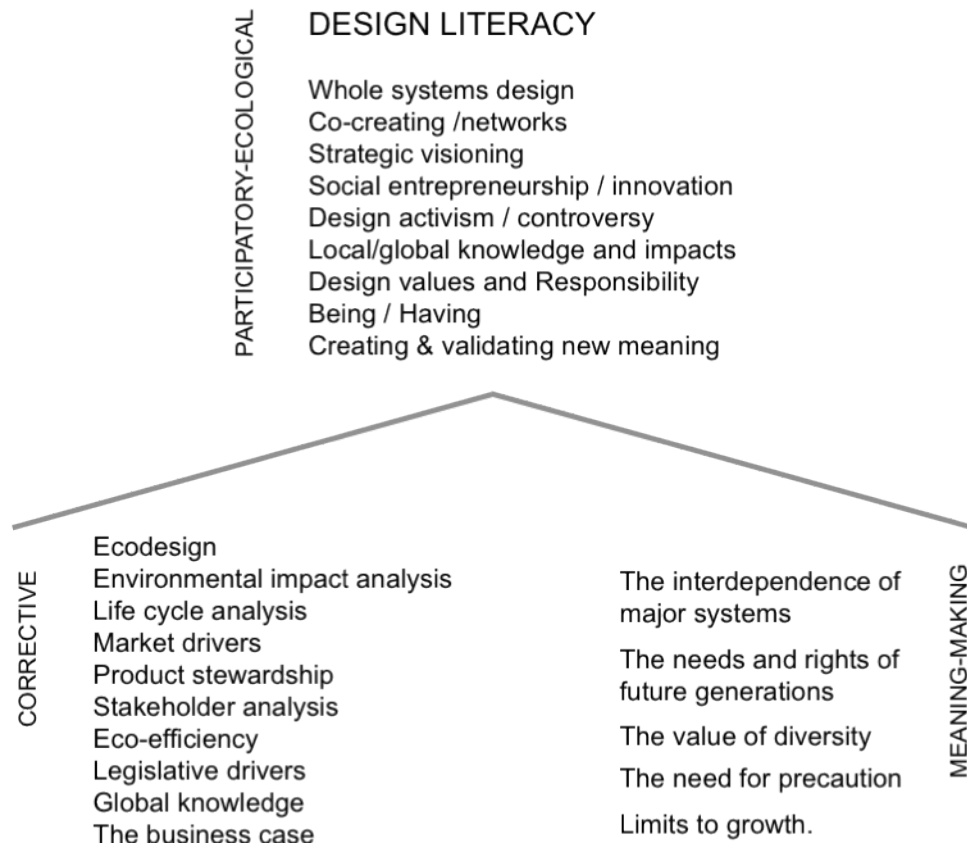 PARTICIPATORY-ECOLOGICAL
DESIGN LITERACY
Whole systems design
Co-creating /networks
Strategic visioning
Social entrepreneurship / innovation
Design activism / controversy
Local/global knowledge and impacts
Design values and Responsibility
Being / Having
Creating & validating new meaning
CORRECTIVE
Ecodesign
Environmental impact analysis
Life cycle analysis
Market drivers
Product stewardship
Stakeholder analysis
Eco-efficiency
Legislative drivers
Global knowledge
The business case
The interdependence of
major systems
The needs and rights of
future generations
The value of diversity
The need for precaution
Limits to growth.
MEANING-MAKING